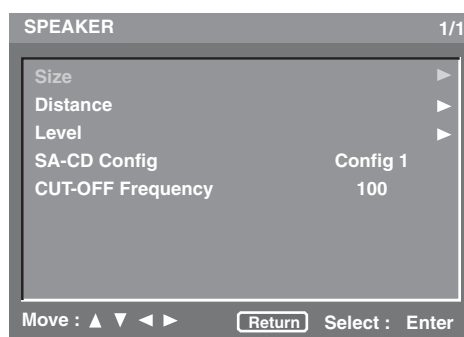 SPEAKER 1/1
Size ►
Distance ►
Level ►
SA-CD Config Config 1
CUT-OFF Frequency 100
Move : ▲ ▼ ◄ ► Return Select : Enter